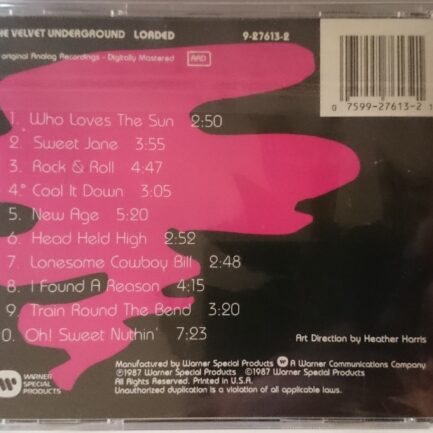 THE VELVET UNDERGROUND LOADED 9-27613-2
original Analog Recordings - Digitally Mastered AAD
1. Who Loves The Sun 2:50
2. Sweet Jane 3:55
3. Rock & Roll 4:47
4. Cool It Down 3:05
5. New Age 5:20
6. Head Held High 2:52
7. Lonesome Cowboy Bill 2:48
8. I Found A Reason 4:15
9. Train Round The Bend 3:20
0. Oh! Sweet Nuthin' 7:23
0 7599-27613-2
Art Direction by Heather Harris
WARNER
SPECIAL
PRODUCTS
Manufactured by Warner Special Products A Warner Communications Company
℗1987 Warner Special Products ©1987 Warner Special Products
All Rights Reserved. Printed in U.S.A.
Unauthorized duplication is a violation of all applicable laws.